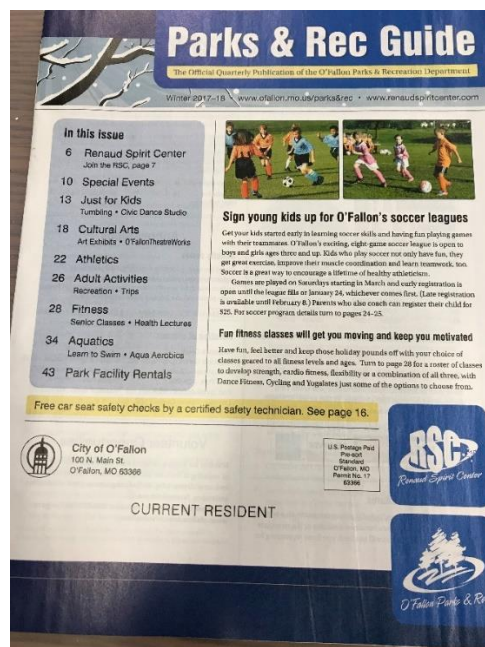 Parks & Rec Guide
The Official Quarterly Publication of the O'Fallon Parks & Recreation Department
Winter 2017–18 • www.ofallon.mo.us/parks&rec • www.renaudspiritcenter.com
in this issue
6 Renaud Spirit Center
Join the RSC, page 7
10 Special Events
13 Just for Kids
Tumbling • Civic Dance Studio
18 Cultural Arts
Art Exhibits • O'FallonTheatreWorks
22 Athletics
26 Adult Activities
Recreation • Trips
28 Fitness
Senior Classes • Health Lectures
34 Aquatics
Learn to Swim • Aqua Aerobics
43 Park Facility Rentals
Sign young kids up for O'Fallon's soccer leagues
Get your kids started early in learning soccer skills and having fun playing games
with their teammates. O'Fallon's exciting, eight-game soccer league is open to
boys and girls ages three and up. Kids who play soccer not only have fun, they
get great exercise, improve their muscle coordination and learn teamwork, too.
Soccer is a great way to encourage a lifetime of healthy athleticism.
Games are played on Saturdays starting in March and early registration is
open until the league fills or January 24, whichever comes first. (Late registration
is available until February 8.) Parents who also coach can register their child for
$25. For soccer program details turn to pages 24–25.
Fun fitness classes will get you moving and keep you motivated
Have fun, feel better and keep those holiday pounds off with your choice of
classes geared to all fitness levels and ages. Turn to page 28 for a roster of classes
to develop strength, cardio fitness, flexibility or a combination of all three, with
Dance Fitness, Cycling and Yogalates just some of the options to choose from.
Free car seat safety checks by a certified safety technician. See page 16.
City of O'Fallon
100 N. Main St.
O'Fallon, MO 63366
U.S. Postage Paid
Pre-sort
Standard
O'Fallon, MO
Permit No. 17
63366
CURRENT RESIDENT
RSC
Renaud Spirit Center
O'Fallon Parks &